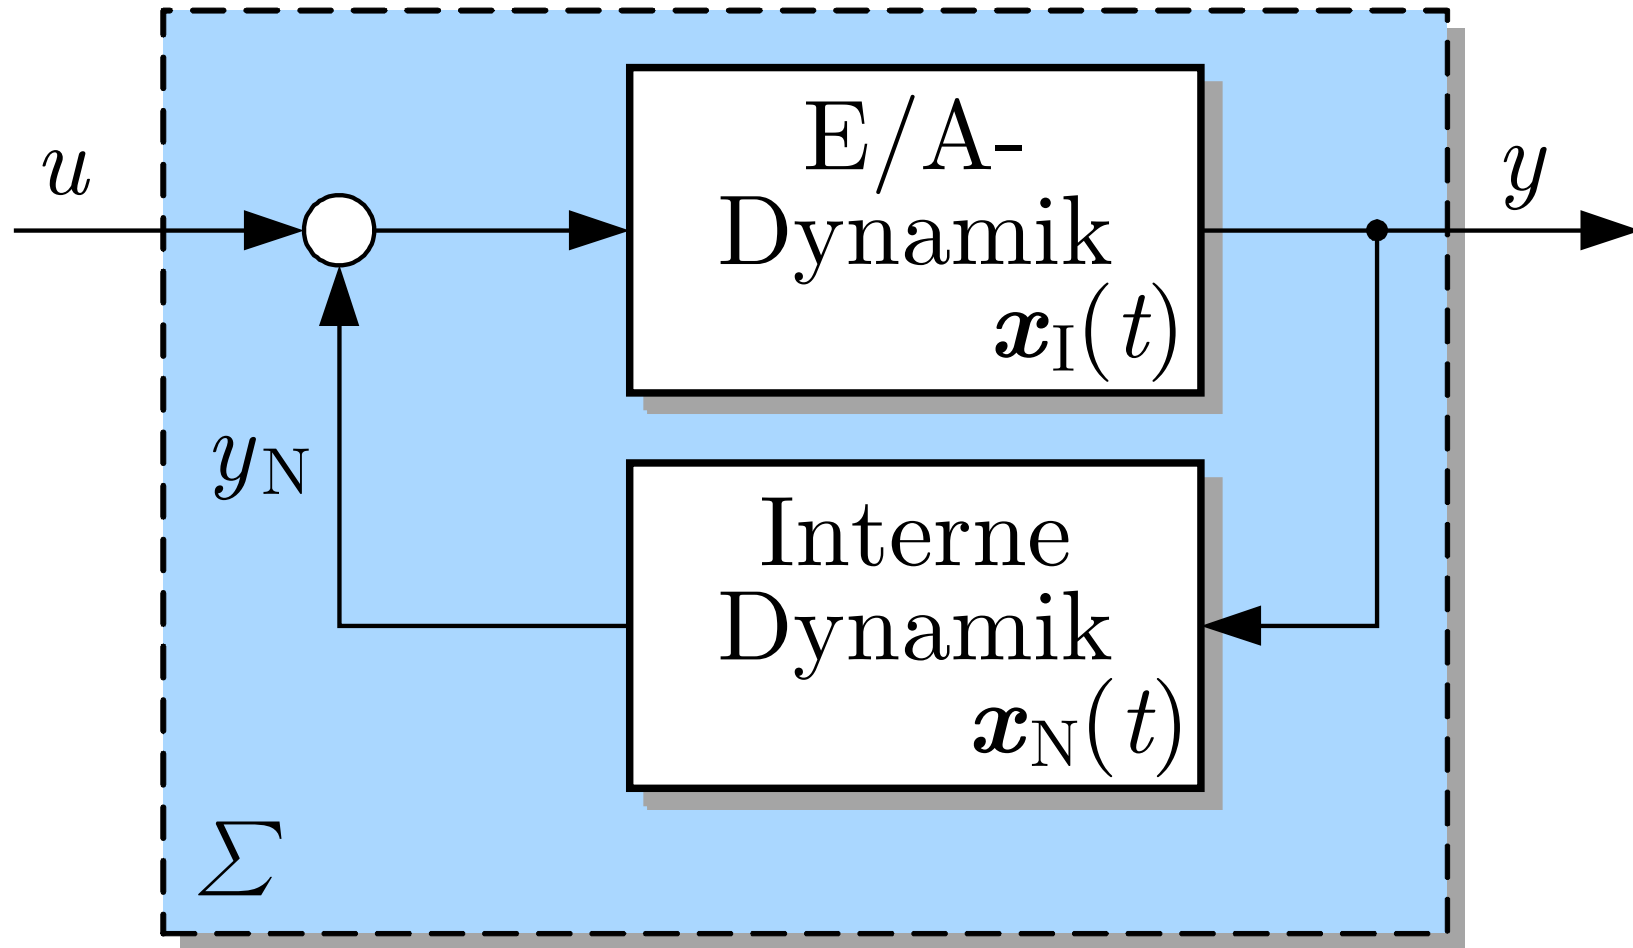 u
E/A-
Dynamik
𝒙_I(t)
y
y_N
Interne
Dynamik
𝒙_N(t)
Σ